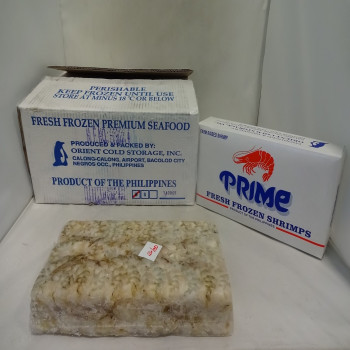 PERISHABLE
KEEP FROZEN UNTIL USE
STORE AT MINUS 18°C OR BELOW
FRESH FROZEN PREMIUM SEAFOOD
PRODUCED & PACKED BY:
ORIENT COLD STORAGE, INC.
CALONG-CALONG, AIRPORT, BACOLOD CITY
NEGROS OCC., PHILIPPINES
PRODUCT OF THE PHILIPPINES
PRIME
FRESH FROZEN SHRIMPS